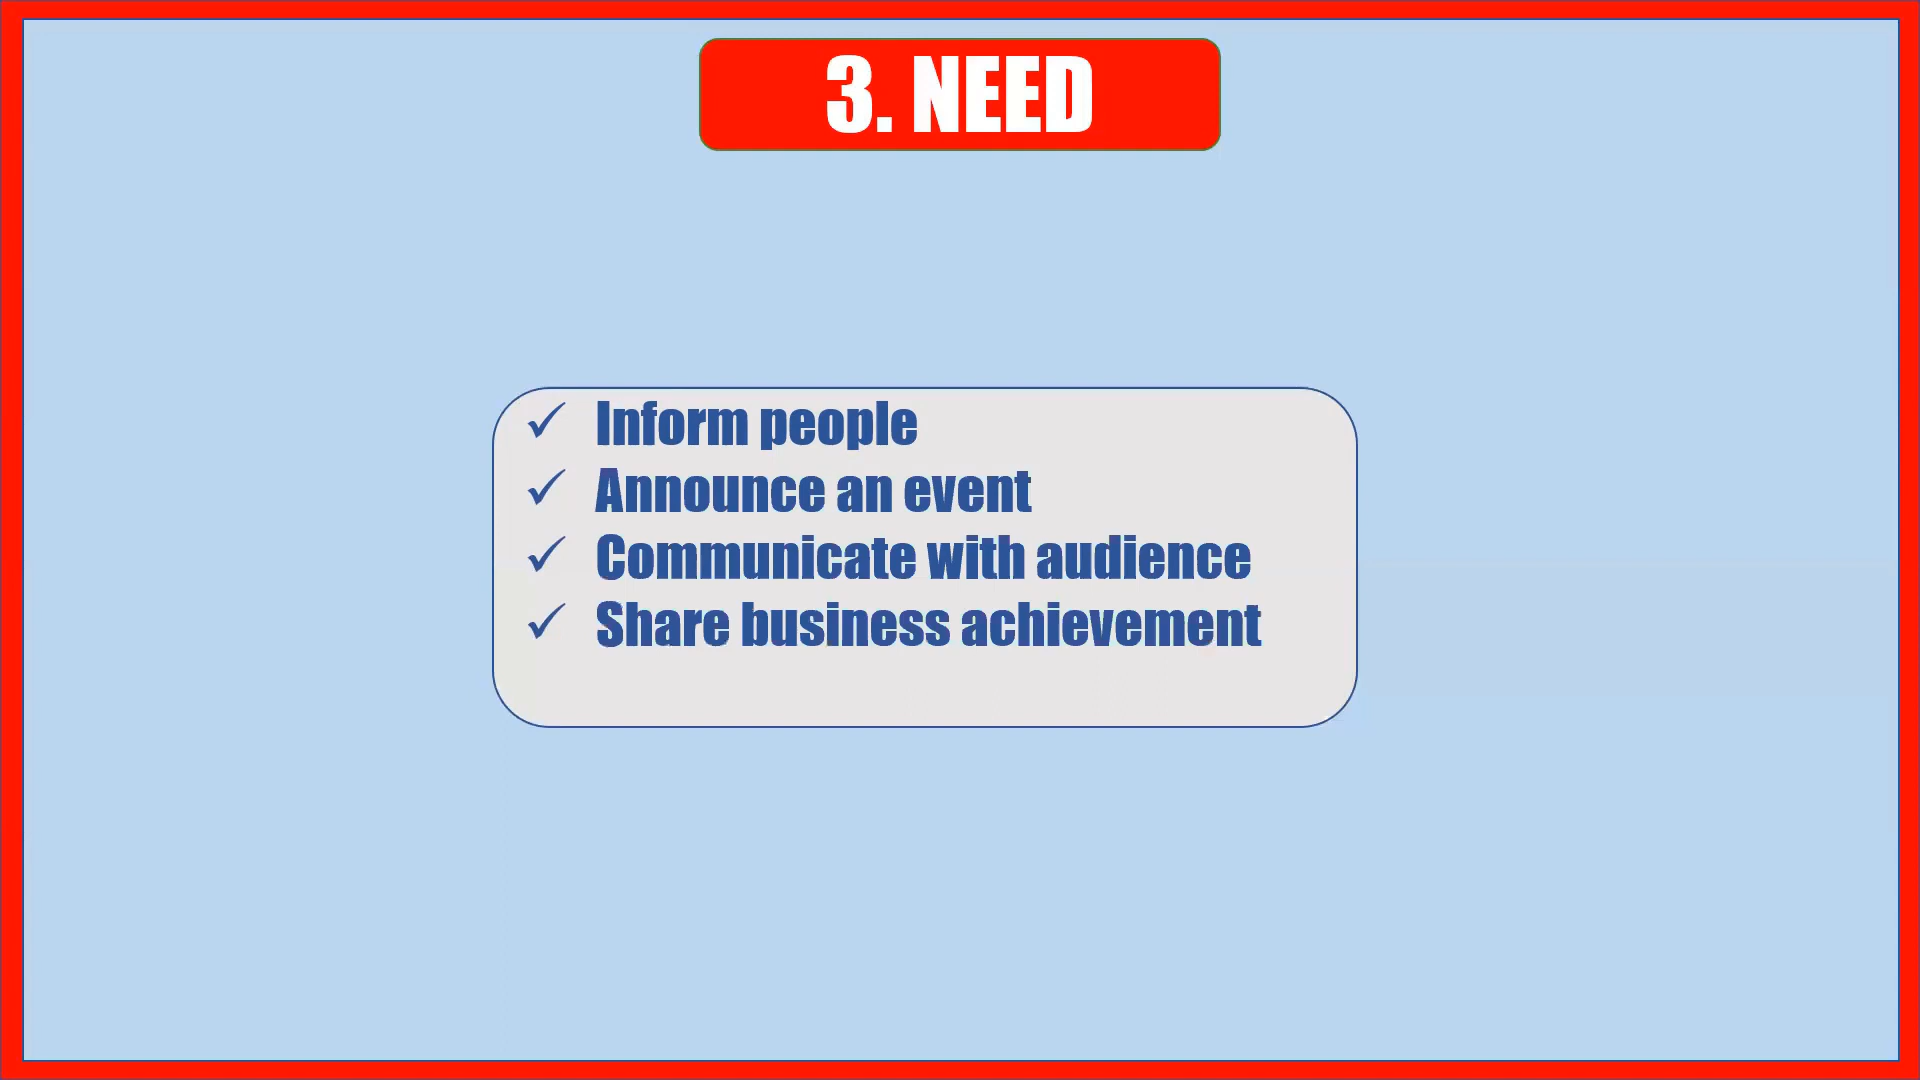 3. NEED
✓ Inform people
✓ Announce an event
✓ Communicate with audience
✓ Share business achievement